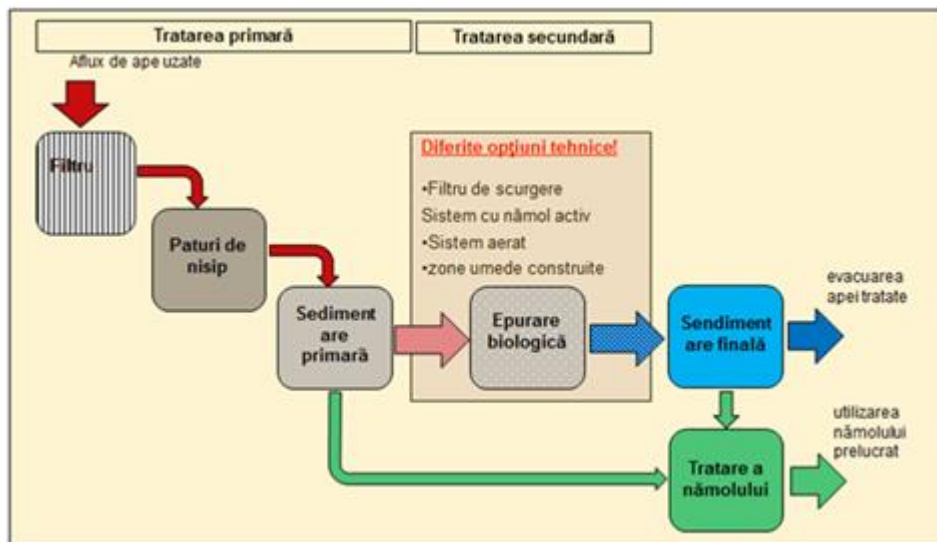 Tratarea primară
Tratarea secundară
Aflux de ape uzate
Filtru
Diferite opţiuni tehnice!
•Filtru de scurgere
Sistem cu nămol activ
•Sistem aerat
•zone umede construite
Paturi de
nisip
Sediment
are
primară
Epurare
biologică
Sendiment
are finală
evacuarea
apei tratate
Tratare a
nămolului
utilizarea
nămolului
prelucrat